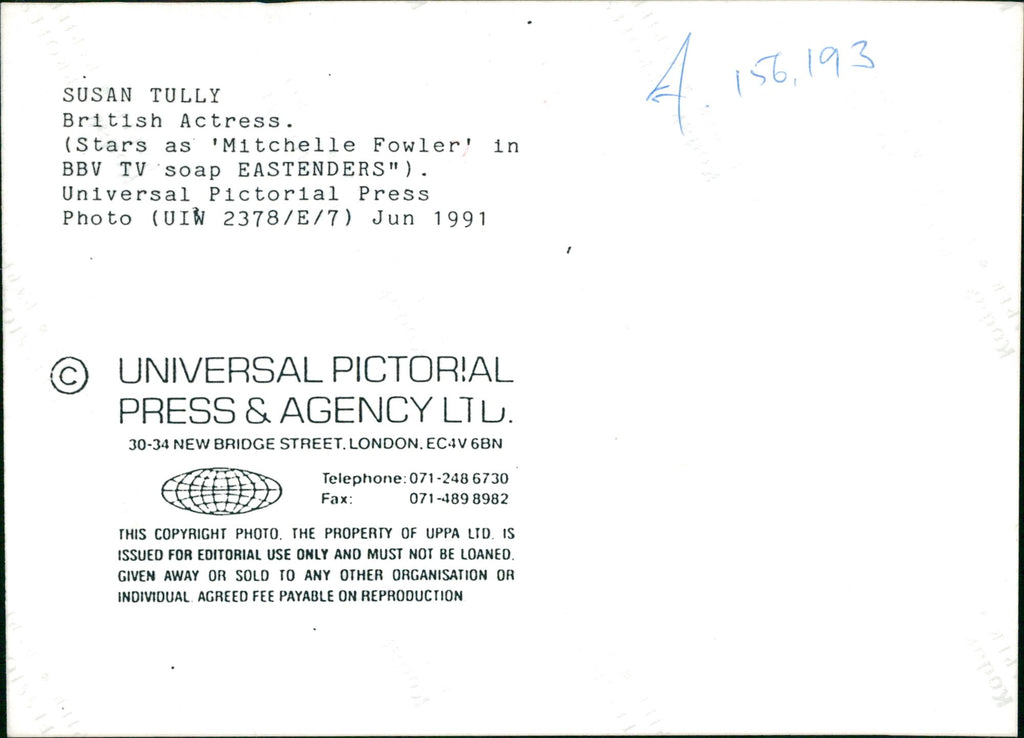 A 156,193
SUSAN TULLY
British Actress.
(Stars as 'Mitchelle Fowler' in
BBV TV soap EASTENDERS").
Universal Pictorial Press
Photo (UIW 2378/E/7) Jun 1991
© UNIVERSAL PICTORIAL
PRESS & AGENCY LTD.
30-34 NEW BRIDGE STREET, LONDON, EC4V 6BN
Telephone: 071-248 6730
Fax: 071-489 8982
THIS COPYRIGHT PHOTO, THE PROPERTY OF UPPA LTD. IS
ISSUED FOR EDITORIAL USE ONLY AND MUST NOT BE LOANED,
GIVEN AWAY OR SOLD TO ANY OTHER ORGANISATION OR
INDIVIDUAL. AGREED FEE PAYABLE ON REPRODUCTION
Kodak
Kodak